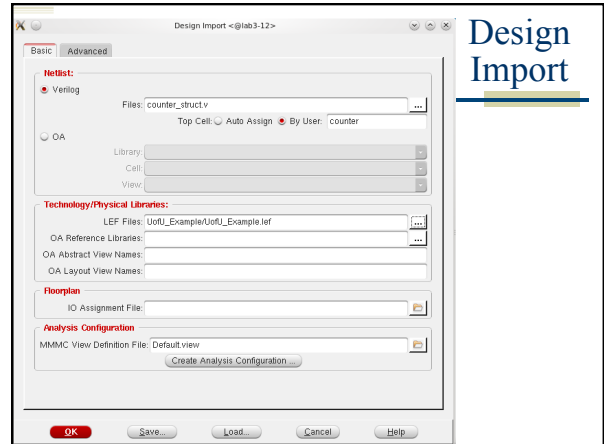 Design Import <@lab3-12>
Design
Import
Basic Advanced
Netlist:
Verilog
Files: counter_struct.v ...
Top Cell: Auto Assign By User: counter
OA
Library:
Cell:
View:
Technology/Physical Libraries:
LEF Files: UofU_Example/UofU_Example.lef ...
OA Reference Libraries: ...
OA Abstract View Names:
OA Layout View Names:
Floorplan
IO Assignment File:
Analysis Configuration
MMMC View Definition File: Default.view
Create Analysis Configuration ...
OK Save... Load... Cancel Help